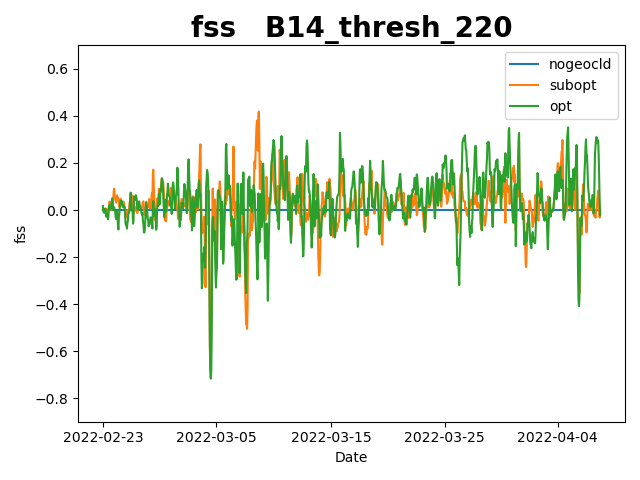 fss   B14_thresh_220
nogeocld
subopt
opt
0.6
0.4
0.2
0.0
−0.2
−0.4
−0.6
−0.8
fss
2022-02-23
2022-03-05
2022-03-15
2022-03-25
2022-04-04
Date